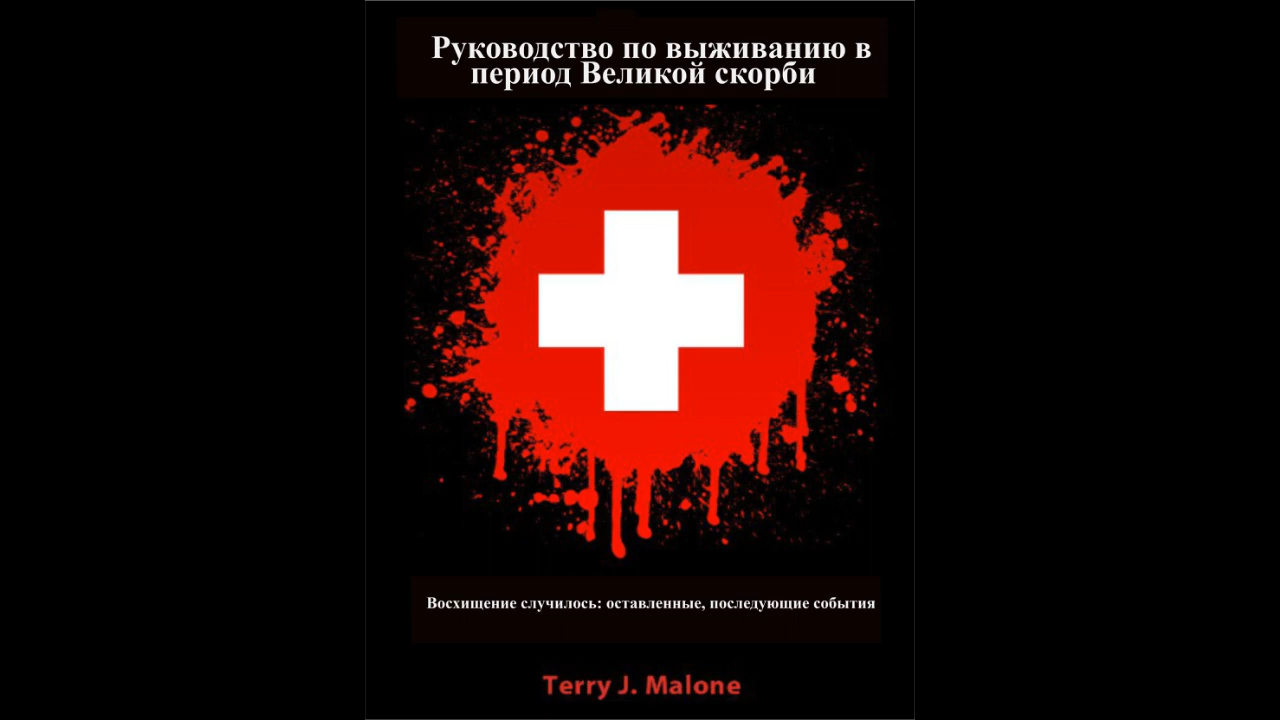 Руководство по выживанию в
период Великой скорби
Восхищение случилось: оставленные, последующие события
Terry J. Malone